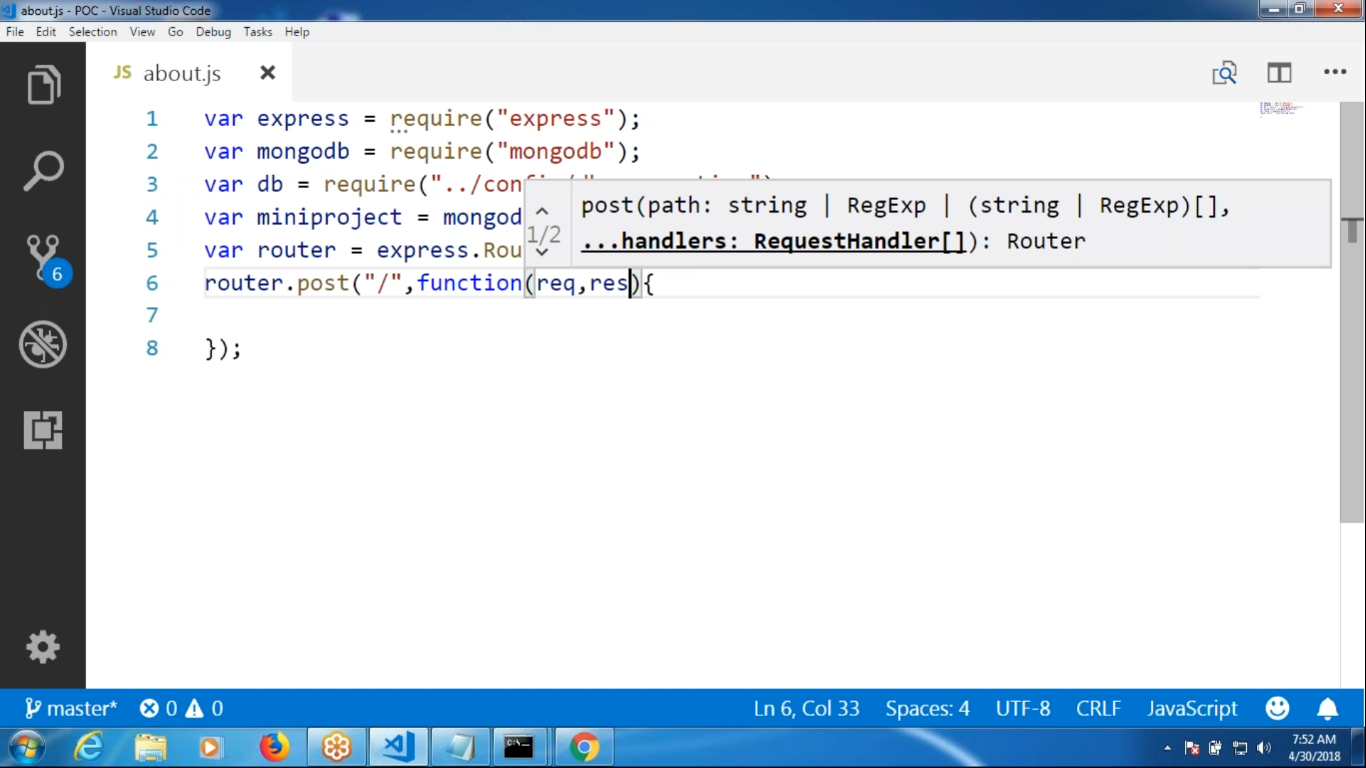 about.js - POC - Visual Studio Code
File Edit Selection View Go Debug Tasks Help
JS about.js
1 var express = require("express");
2 var mongodb = require("mongodb");
3 var db = require("../conf
4 var miniproject = mongod
5 var router = express.Rou
1/2
post(path: string | RegExp | (string | RegExp)[],
...handlers: RequestHandler[]): Router
6 router.post("/",function(req,res){
7
8 });
6
master* 0 0 Ln 6, Col 33 Spaces: 4 UTF-8 CRLF JavaScript
7:52 AM
4/30/2018